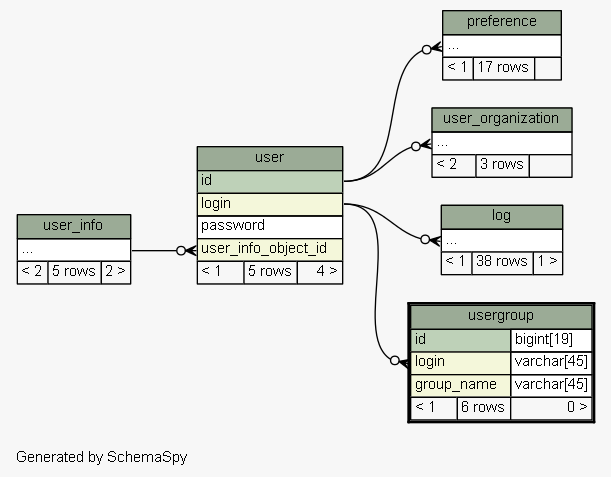 preference
...
< 1 17 rows
user_organization
...
< 2 3 rows
user
id
login
password
user_info_object_id
< 1 5 rows 4 >
user_info
...
< 2 5 rows 2 >
log
...
< 1 38 rows 1 >
usergroup
id bigint[19]
login varchar[45]
group_name varchar[45]
< 1 6 rows 0 >
Generated by SchemaSpy